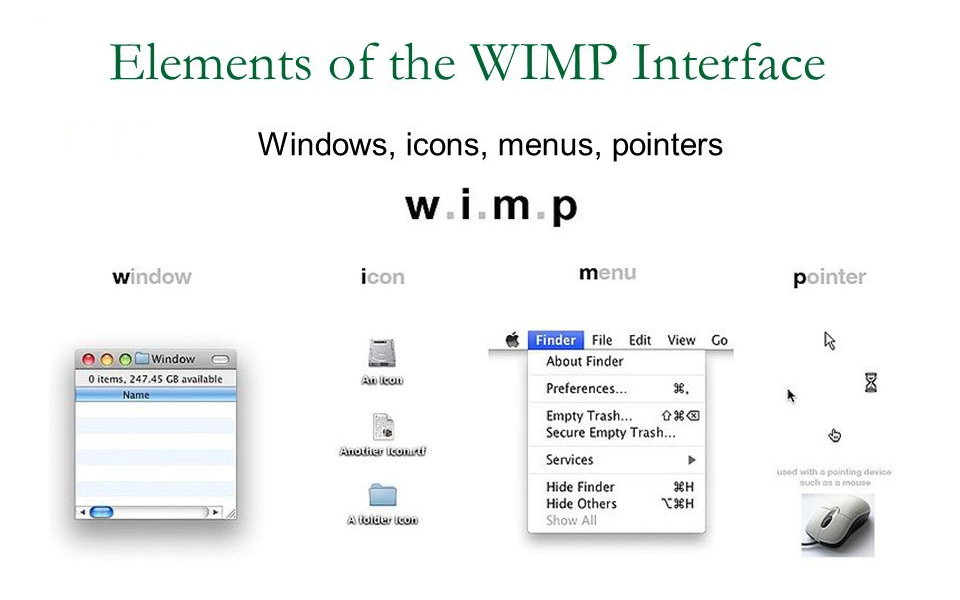 Elements of the WIMP Interface
Windows, icons, menus, pointers
w.i.m.p
window
icon
menu
pointer
Window
0 items, 247.45 GB available
Name
An Icon
Another Icon.rtf
A folder Icon
Finder File Edit View Go
About Finder
Preferences... ⌘,
Empty Trash... ⇧⌘⌫
Secure Empty Trash...
Services ▶
Hide Finder ⌘H
Hide Others ⌥⌘H
Show All
used with a pointing device
such as a mouse